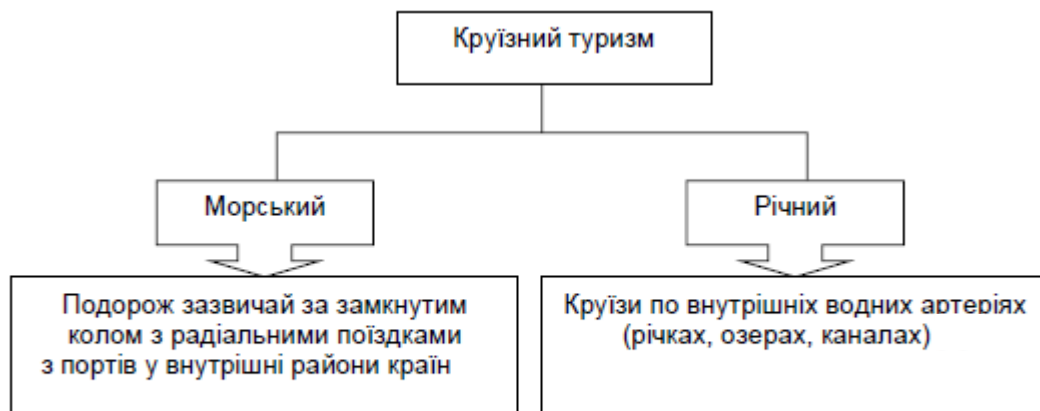 Круїзний туризм
Морський
Річний
Подорож зазвичай за замкнутим
колом з радіальними поїздками
з портів у внутрішні райони країн
Круїзи по внутрішніх водних артеріях
(річках, озерах, каналах)